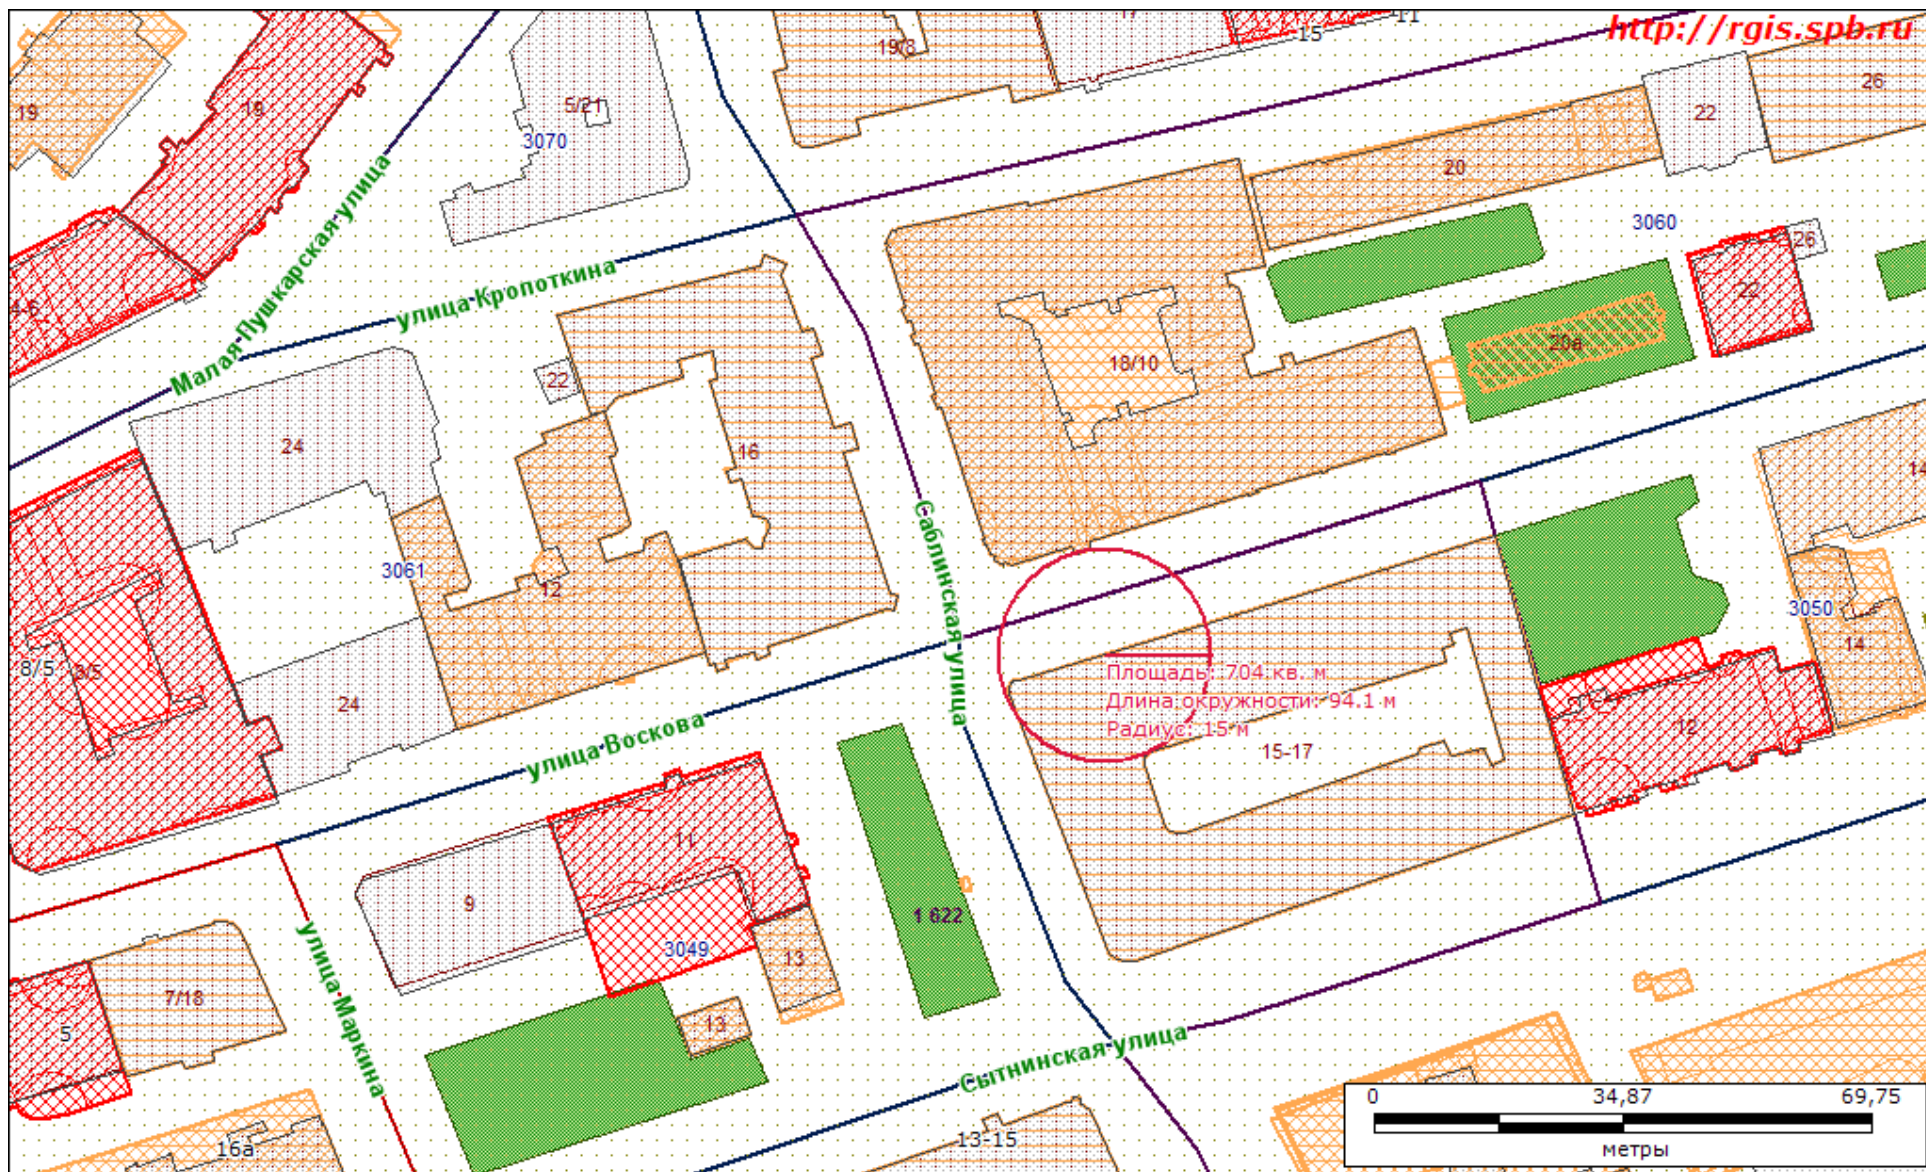 http://rgis.spb.ru
17
15
19/8
26
19
19
5/21
3070
22
20
3060
26
22
Малая Пушкарская улица
улица Кропоткина
4-6
18/10
20а
22
24
16
14
Саблинская улица
3061
12
3050
14
8/5
3/5
24
Площадь: 704 кв. м
Длина окружности: 94.1 м
Радиус: 15 м
15-17
12
улица Воскова
11
9
1 622
3049
13
улица Маркина
7/18
5
13
Сытнинская улица
16а
13-15
0 34,87 69,75
метры